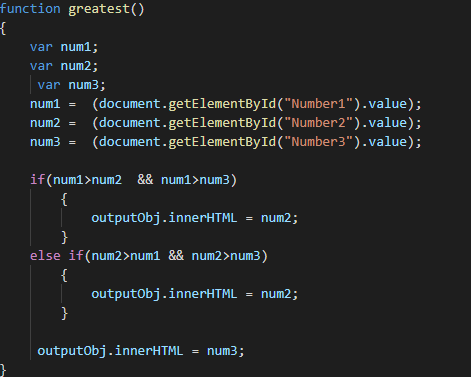 function greatest()
{
var num1;
var num2;
var num3;
num1 =  (document.getElementById("Number1").value);
num2 =  (document.getElementById("Number2").value);
num3 =  (document.getElementById("Number3").value);
if(num1>num2  && num1>num3)
{
outputObj.innerHTML = num2;
}
else if(num2>num1 && num2>num3)
{
outputObj.innerHTML = num2;
}
outputObj.innerHTML = num3;
}